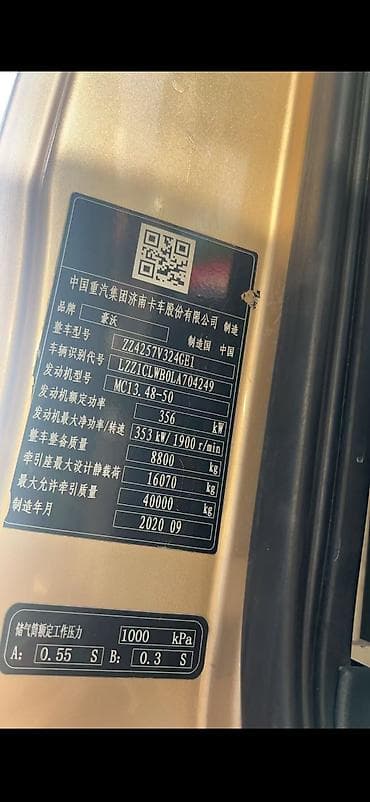 中国重汽集团济南卡车股份有限公司 制造
品牌 豪沃 制造国 中国
整车型号 ZZ4257V324GE1
车辆识别代号 LZZ1CLWB0LA704249
发动机型号 MC13.48-50
发动机额定功率 356 kW
发动机最大净功率/转速 353 kW/1900 r/min
整车整备质量 8800 kg
牵引座最大设计静载荷 16070 kg
最大允许牵引质量 40000 kg
制造年月 2020 09
储气筒额定工作压力 1000 kPa
A: 0.55 S B: 0.3 S